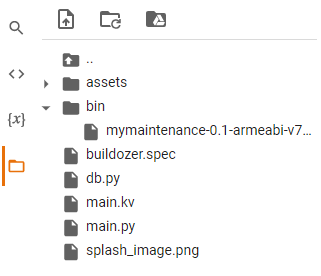 ..
assets
bin
mymaintenance-0.1-armeabi-v7...
{x}
buildozer.spec
db.py
main.kv
main.py
splash_image.png